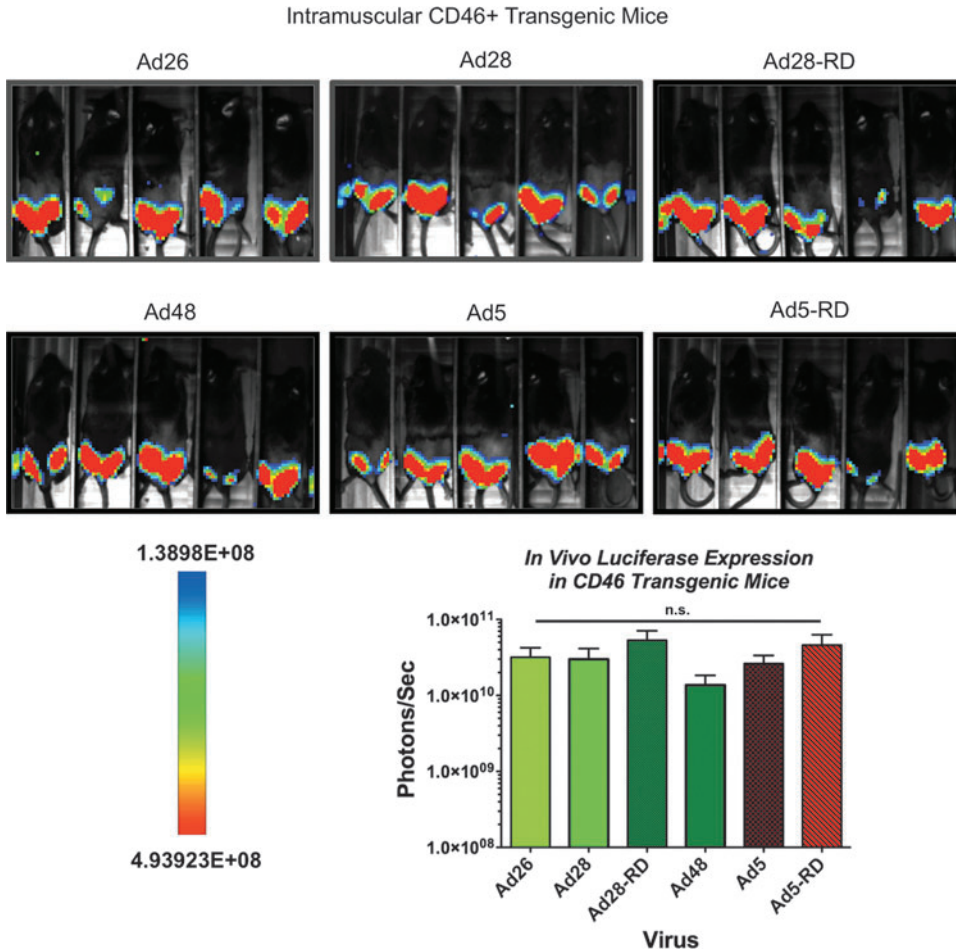 Intramuscular CD46+ Transgenic Mice
Ad26
Ad28
Ad28-RD
Ad48
Ad5
Ad5-RD
1.3898E+08
4.93923E+08
In Vivo Luciferase Expression
in CD46 Transgenic Mice
n.s.
1.0×10¹¹
1.0×10¹⁰
1.0×10⁰⁹
1.0×10⁰⁸
Photons/Sec
Ad26
Ad28
Ad28-RD
Ad48
Ad5
Ad5-RD
Virus